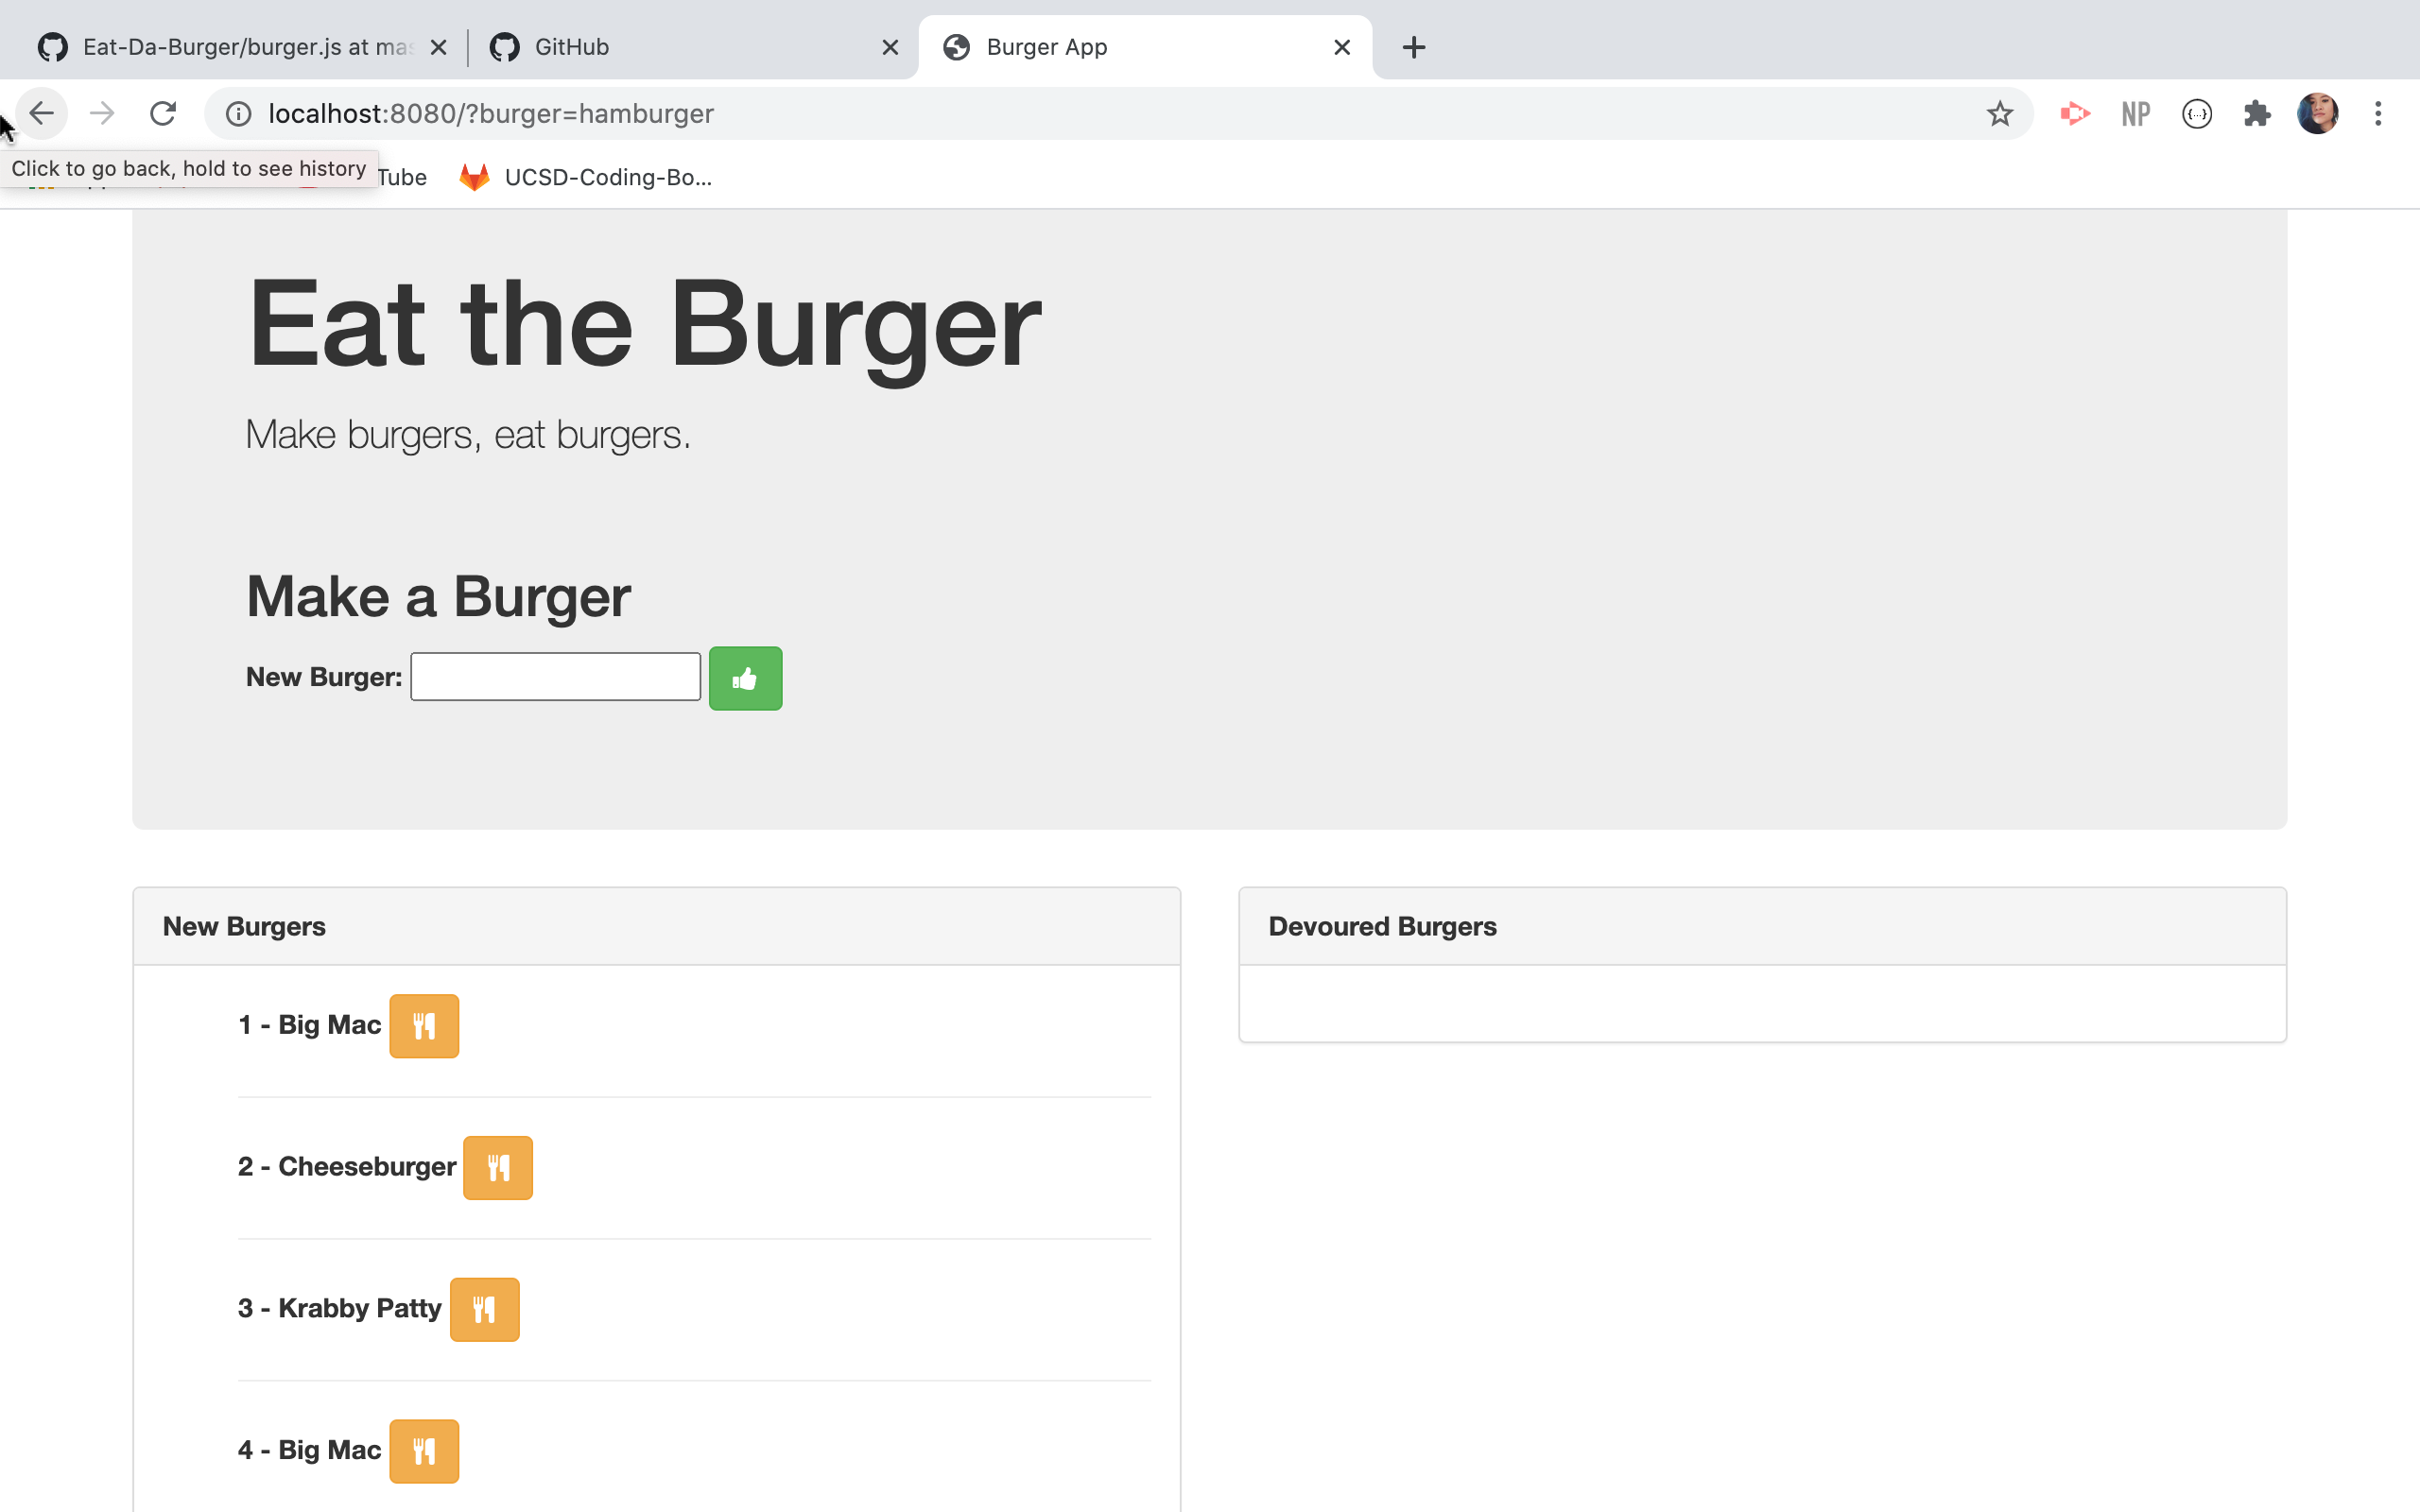 Eat-Da-Burger/burger.js at mas
GitHub
Burger App
localhost:8080/?burger=hamburger
NP
{...}
Click to go back, hold to see history
Tube
UCSD-Coding-Bo...
Eat the Burger
Make burgers, eat burgers.
Make a Burger
New Burger:
New Burgers
Devoured Burgers
1 - Big Mac
2 - Cheeseburger
3 - Krabby Patty
4 - Big Mac